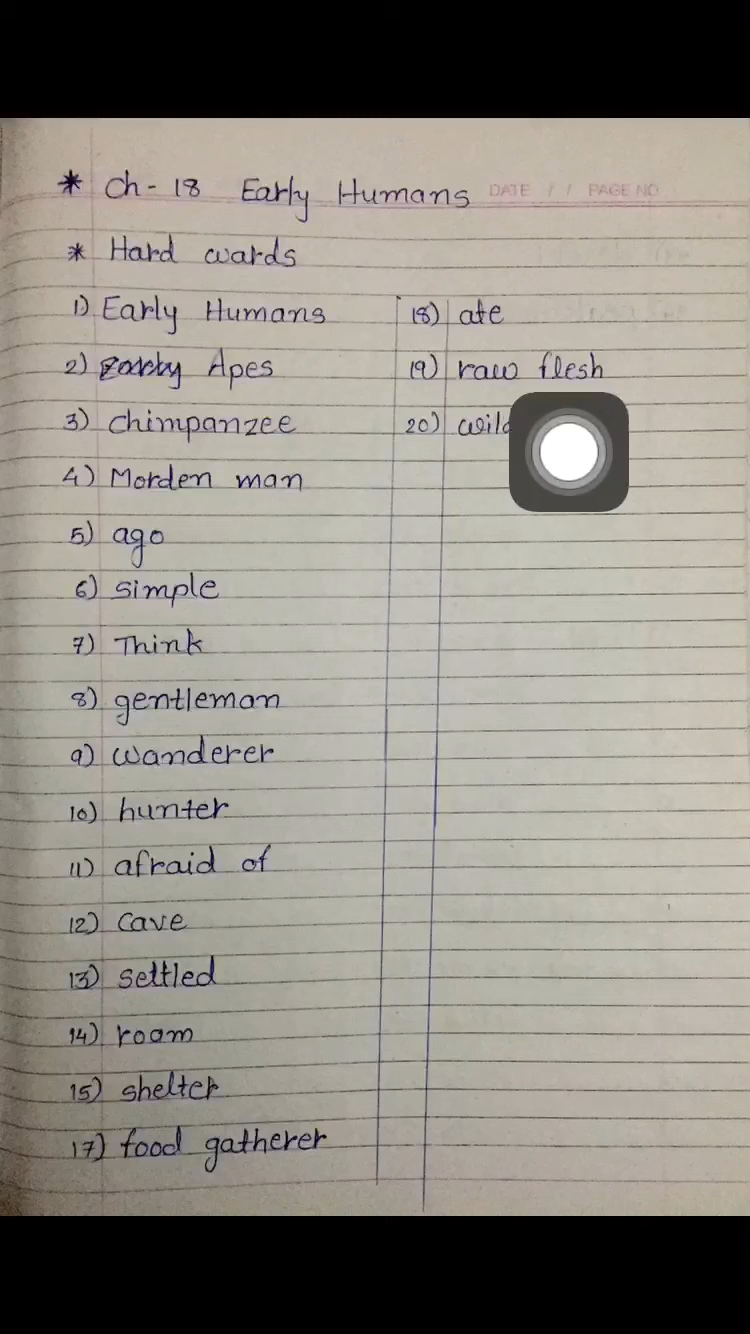 * Ch - 18 Early Humans
DATE / / PAGE NO
* Hard wards
1) Early Humans
2) Apes
3) chimpanzee
4) Morden man
5) ago
6) simple
7) Think
8) gentleman
9) wanderer
10) hunter
11) afraid of
12) cave
13) settled
14) roam
15) shelter
17) food gatherer
18) ate
19) raw flesh
20)